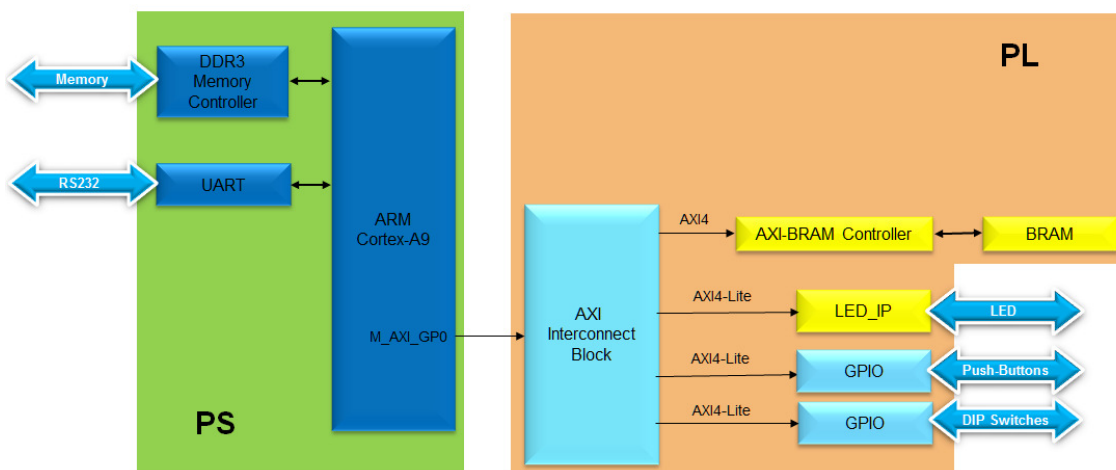 DDR3
Memory
Controller
Memory
RS232
UART
ARM
Cortex-A9
M_AXI_GP0
PS
PL
AXI
Interconnect
Block
AXI4
AXI-BRAM Controller
BRAM
AXI4-Lite
LED_IP
LED
AXI4-Lite
GPIO
Push-Buttons
AXI4-Lite
GPIO
DIP Switches